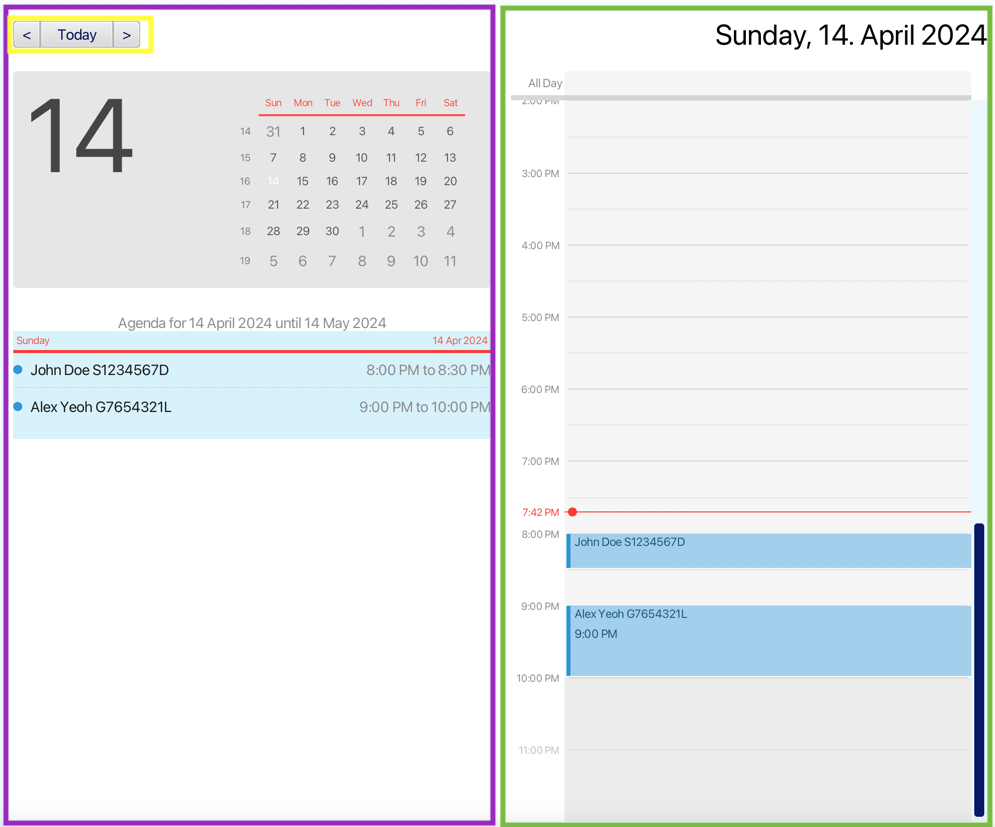 < Today >
14
Sun Mon Tue Wed Thu Fri Sat
14 31 1 2 3 4 5 6
15 7 8 9 10 11 12 13
16 14 15 16 17 18 19 20
17 21 22 23 24 25 26 27
18 28 29 30 1 2 3 4
19 5 6 7 8 9 10 11
Agenda for 14 April 2024 until 14 May 2024
Sunday 14 Apr 2024
John Doe S1234567D 8:00 PM to 8:30 PM
Alex Yeoh G7654321L 9:00 PM to 10:00 PM
Sunday, 14. April 2024
All Day
2:00 PM
3:00 PM
4:00 PM
5:00 PM
6:00 PM
7:00 PM
7:42 PM
8:00 PM
John Doe S1234567D
9:00 PM
Alex Yeoh G7654321L
9:00 PM
10:00 PM
11:00 PM